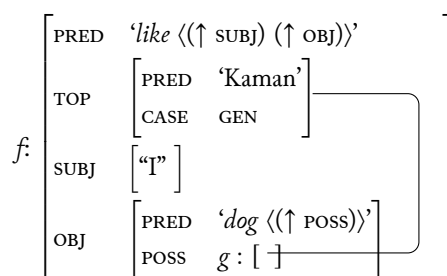 PRED ‘like ⟨(↑ SUBJ) (↑ OBJ)⟩’
TOP [PRED ‘Kaman’
CASE GEN]
f:
SUBJ [“I”]
OBJ [PRED ‘dog ⟨(↑ POSS)⟩’
POSS g : [ ]]